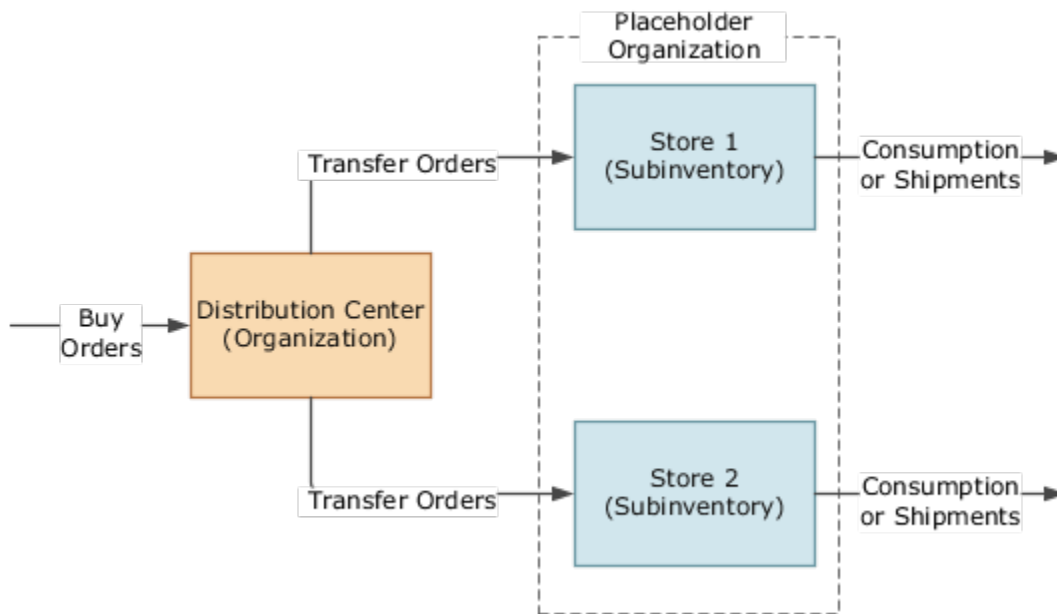 Placeholder
Organization
Store 1
(Subinventory)
Transfer Orders
Consumption
or Shipments
Distribution Center
(Organization)
Buy
Orders
Store 2
(Subinventory)
Transfer Orders
Consumption
or Shipments